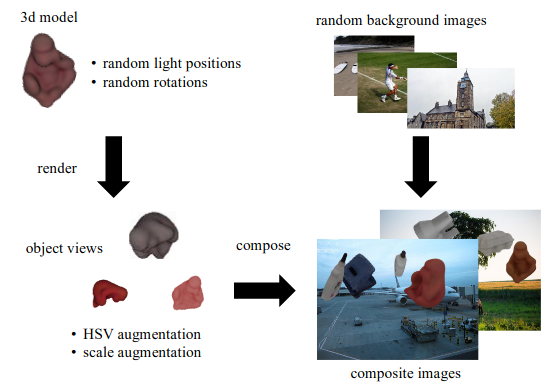 3d model
• random light positions
• random rotations
random background images
render
object views
compose
• HSV augmentation
• scale augmentation
composite images